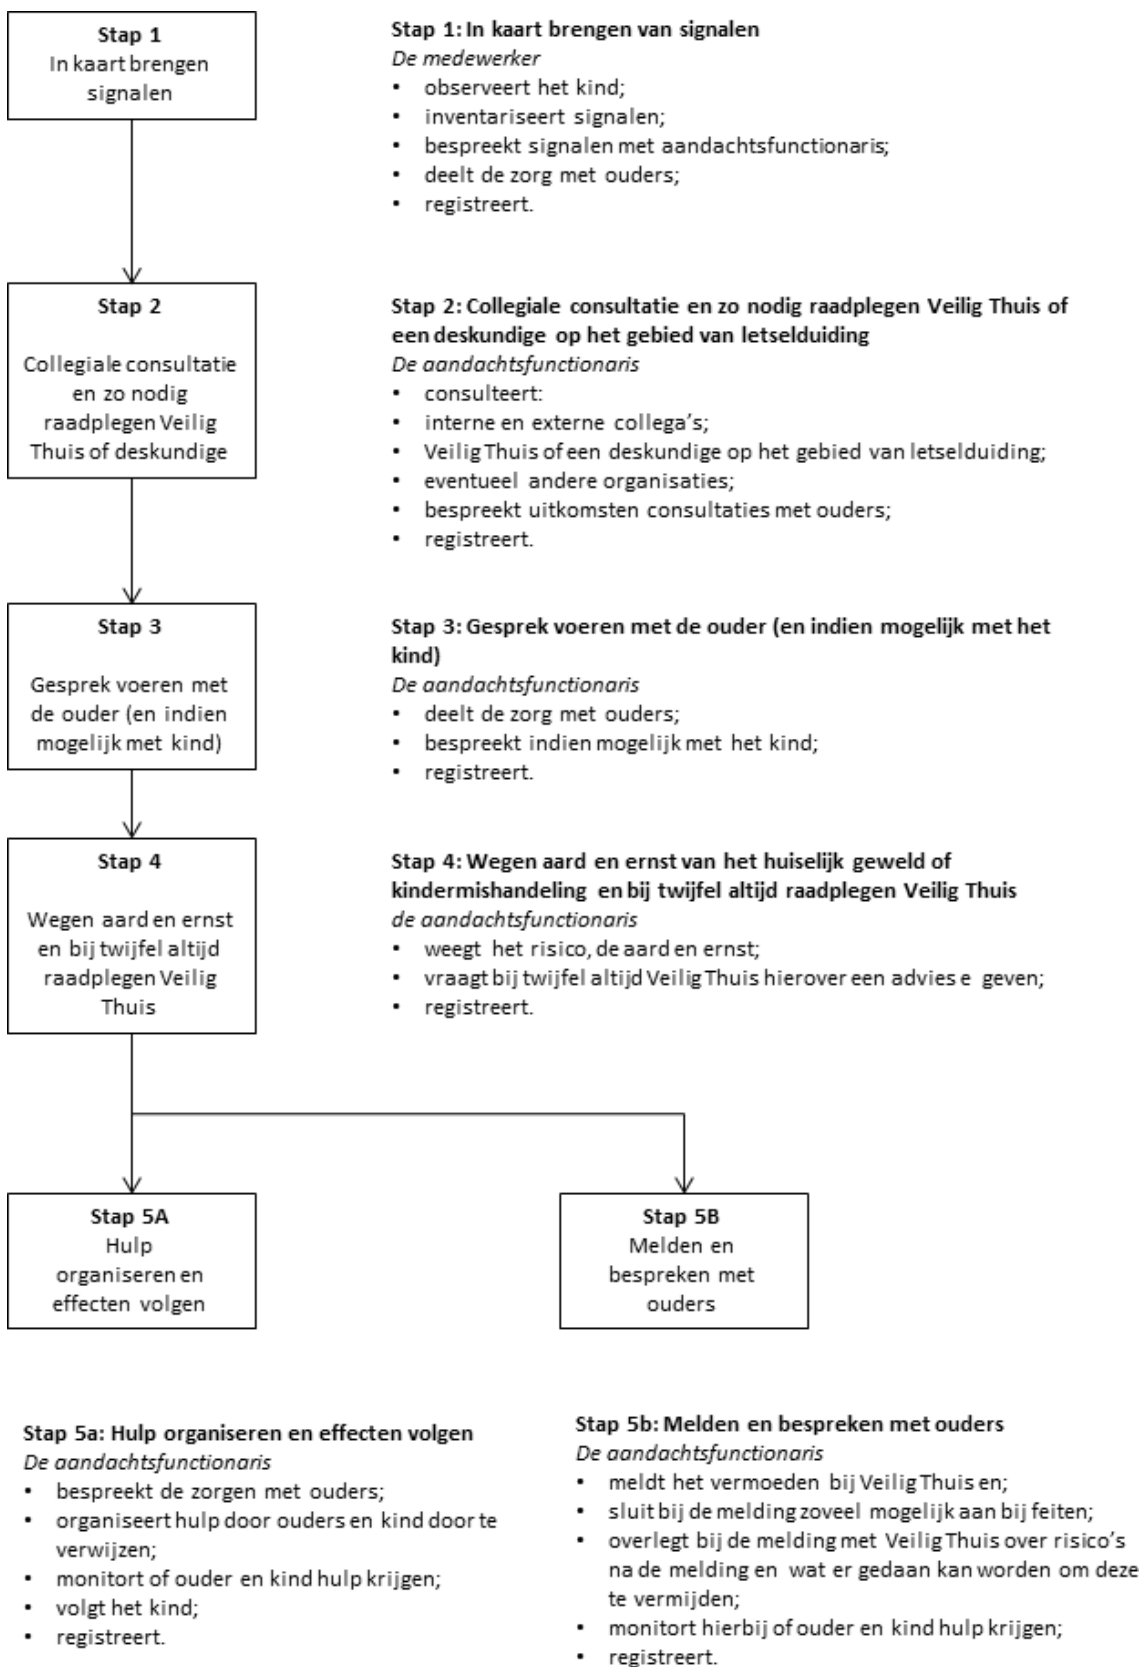 Stap 1
In kaart brengen
signalen
Stap 1: In kaart brengen van signalen
De medewerker
• observeert het kind;
• inventariseert signalen;
• bespreekt signalen met aandachtsfunctionaris;
• deelt de zorg met ouders;
• registreert.
Stap 2
Collegiale consultatie
en zo nodig
raadplegen Veilig
Thuis of deskundige
Stap 2: Collegiale consultatie en zo nodig raadplegen Veilig Thuis of
een deskundige op het gebied van letselduiding
De aandachtsfunctionaris
• consulteert:
• interne en externe collega's;
• Veilig Thuis of een deskundige op het gebied van letselduiding;
• eventueel andere organisaties;
• bespreekt uitkomsten consultaties met ouders;
• registreert.
Stap 3
Gesprek voeren met
de ouder (en indien
mogelijk met kind)
Stap 3: Gesprek voeren met de ouder (en indien mogelijk met het
kind)
De aandachtsfunctionaris
• deelt de zorg met ouders;
• bespreekt indien mogelijk met het kind;
• registreert.
Stap 4
Wegen aard en ernst
en bij twijfel altijd
raadplegen Veilig
Thuis
Stap 4: Wegen aard en ernst van het huiselijk geweld of
kindermishandeling en bij twijfel altijd raadplegen Veilig Thuis
de aandachtsfunctionaris
• weegt het risico, de aard en ernst;
• vraagt bij twijfel altijd Veilig Thuis hierover een advies e geven;
• registreert.
Stap 5A
Hulp
organiseren en
effecten volgen
Stap 5B
Melden en
bespreken met
ouders
Stap 5a: Hulp organiseren en effecten volgen
De aandachtsfunctionaris
• bespreekt de zorgen met ouders;
• organiseert hulp door ouders en kind door te
verwijzen;
• monitort of ouder en kind hulp krijgen;
• volgt het kind;
• registreert.
Stap 5b: Melden en bespreken met ouders
De aandachtsfunctionaris
• meldt het vermoeden bij Veilig Thuis en;
• sluit bij de melding zoveel mogelijk aan bij feiten;
• overlegt bij de melding met Veilig Thuis over risico's
na de melding en wat er gedaan kan worden om deze
te vermijden;
• monitort hierbij of ouder en kind hulp krijgen;
• registreert.